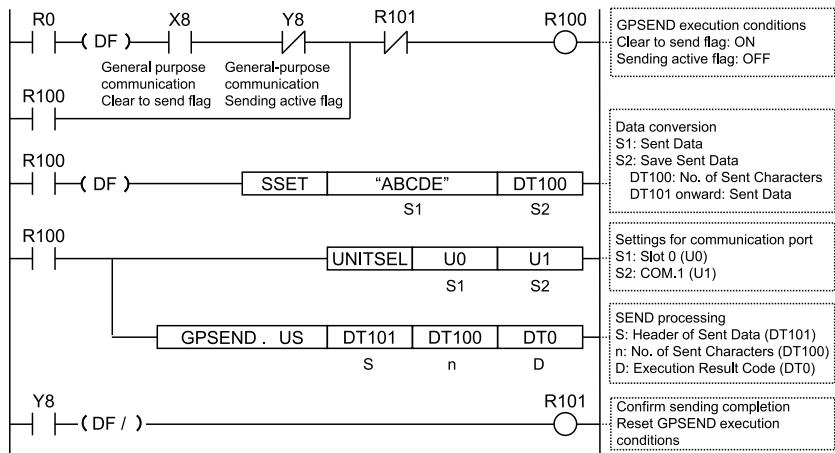 R0 X8 Y8 R101 R100
( DF )
General purpose
communication
Clear to send flag
General-purpose
communication
Sending active flag
R100
GPSEND execution conditions
Clear to send flag: ON
Sending active flag: OFF
R100
( DF ) SSET "ABCDE" DT100
S1 S2
Data conversion
S1: Sent Data
S2: Save Sent Data
DT100: No. of Sent Characters
DT101 onward: Sent Data
R100
UNITSEL U0 U1
S1 S2
Settings for communication port
S1: Slot 0 (U0)
S2: COM.1 (U1)
GPSEND . US DT101 DT100 DT0
S n D
SEND processing
S: Header of Sent Data (DT101)
n: No. of Sent Characters (DT100)
D: Execution Result Code (DT0)
Y8 R101
( DF / )
Confirm sending completion
Reset GPSEND execution
conditions